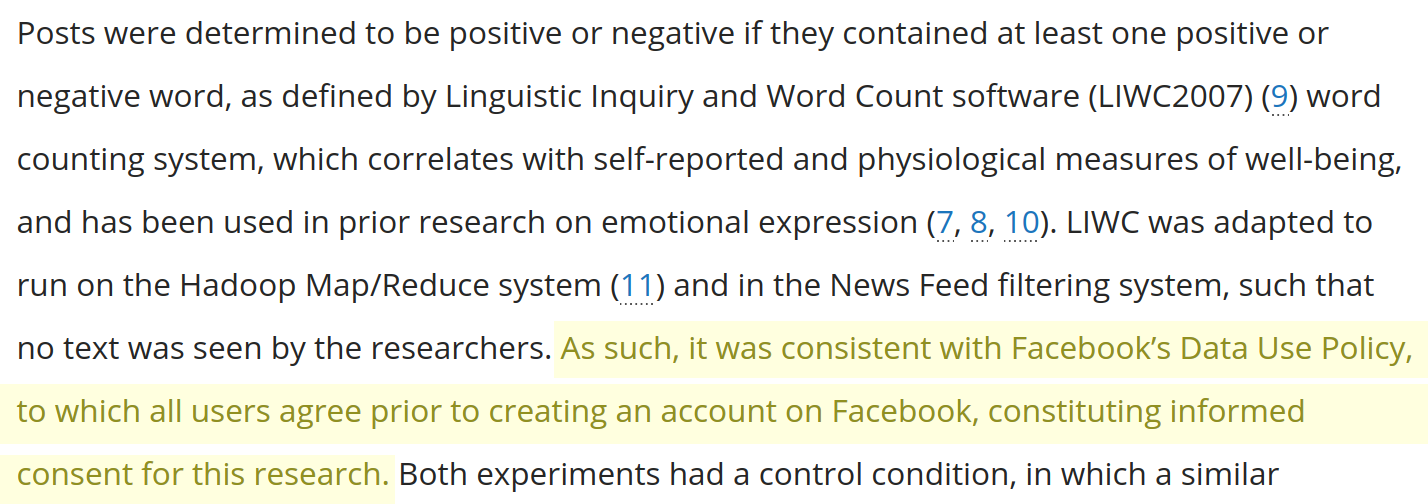 Posts were determined to be positive or negative if they contained at least one positive or
negative word, as defined by Linguistic Inquiry and Word Count software (LIWC2007) (9) word
counting system, which correlates with self-reported and physiological measures of well-being,
and has been used in prior research on emotional expression (7, 8, 10). LIWC was adapted to
run on the Hadoop Map/Reduce system (11) and in the News Feed filtering system, such that
no text was seen by the researchers. As such, it was consistent with Facebook’s Data Use Policy,
to which all users agree prior to creating an account on Facebook, constituting informed
consent for this research. Both experiments had a control condition, in which a similar